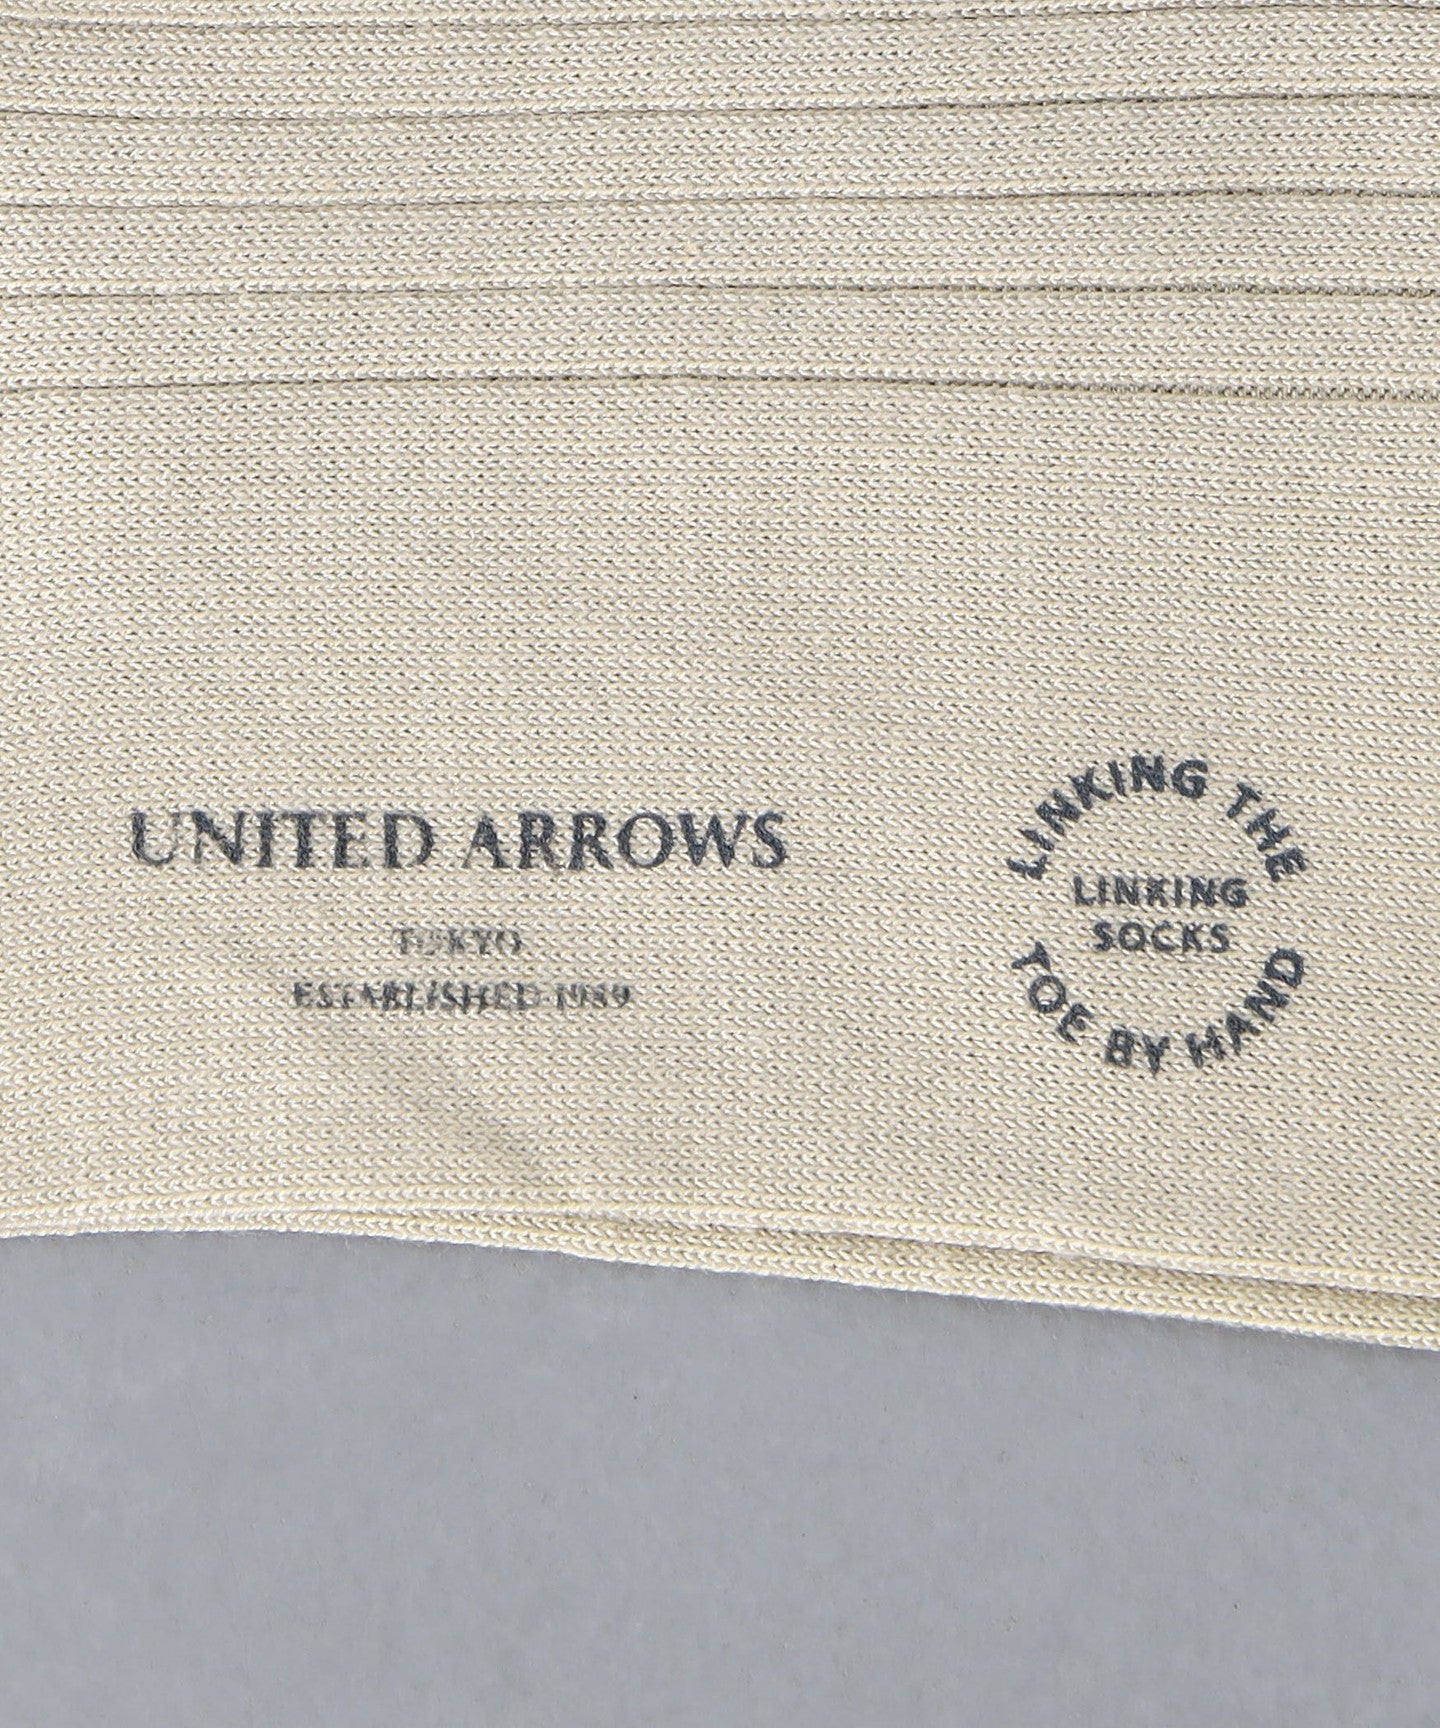 UNITED ARROWS
TOKYO
ESTABLISHED 1989
LINKING THE
LINKING
SOCKS
TOE BY HAND